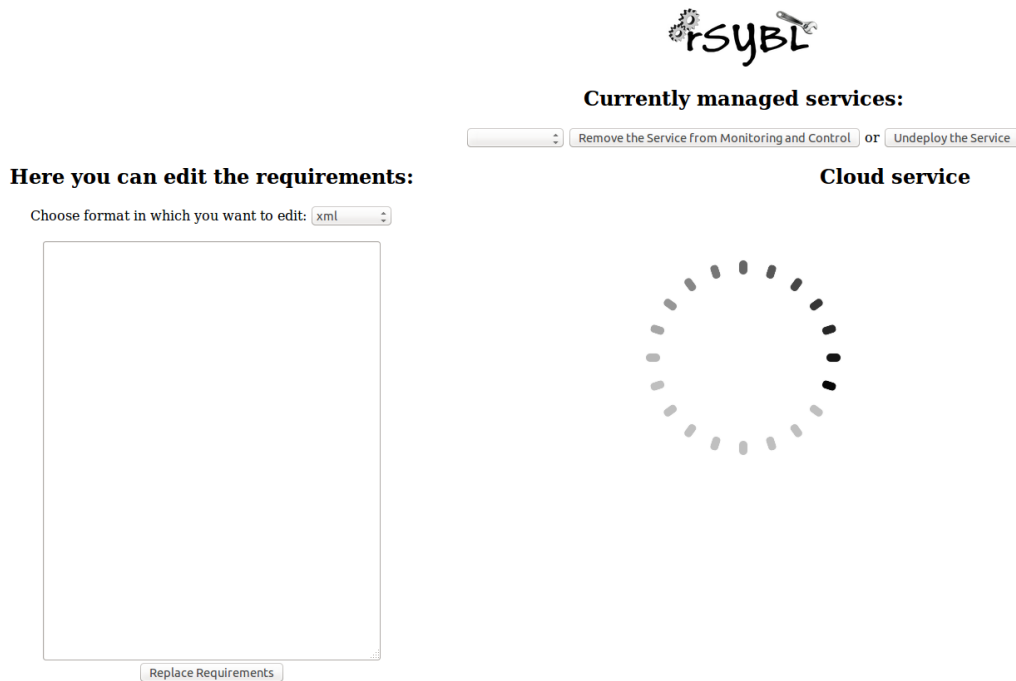 rSYBL
Currently managed services:
Remove the Service from Monitoring and Control or Undeploy the Service
Here you can edit the requirements:
Cloud service
Choose format in which you want to edit: xml
Replace Requirements